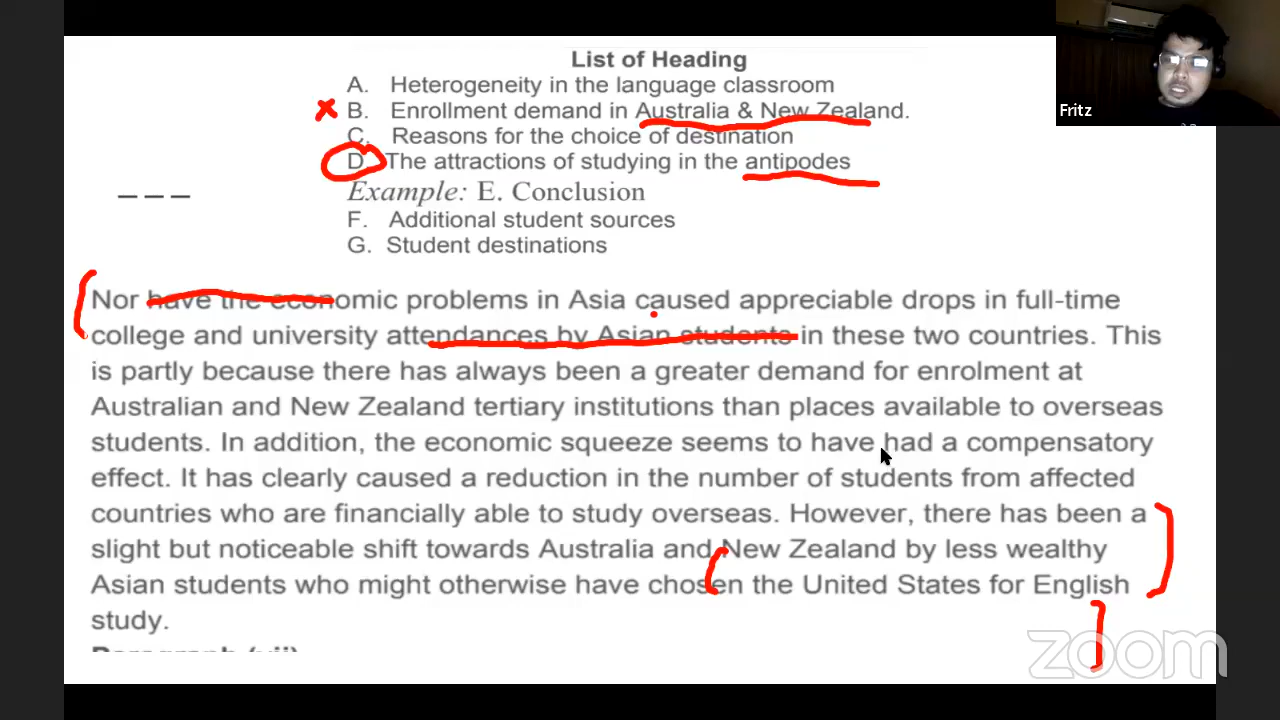 List of Heading
A. Heterogeneity in the language classroom
B. Enrollment demand in Australia & New Zealand.
C. Reasons for the choice of destination
D. The attractions of studying in the antipodes
Example: E. Conclusion
F. Additional student sources
G. Student destinations
Fritz
Nor have the economic problems in Asia caused appreciable drops in full-time
college and university attendances by Asian students in these two countries. This
is partly because there has always been a greater demand for enrolment at
Australian and New Zealand tertiary institutions than places available to overseas
students. In addition, the economic squeeze seems to have had a compensatory
effect. It has clearly caused a reduction in the number of students from affected
countries who are financially able to study overseas. However, there has been a
slight but noticeable shift towards Australia and New Zealand by less wealthy
Asian students who might otherwise have chosen the United States for English
study.
Paragraph (vii)
zoom